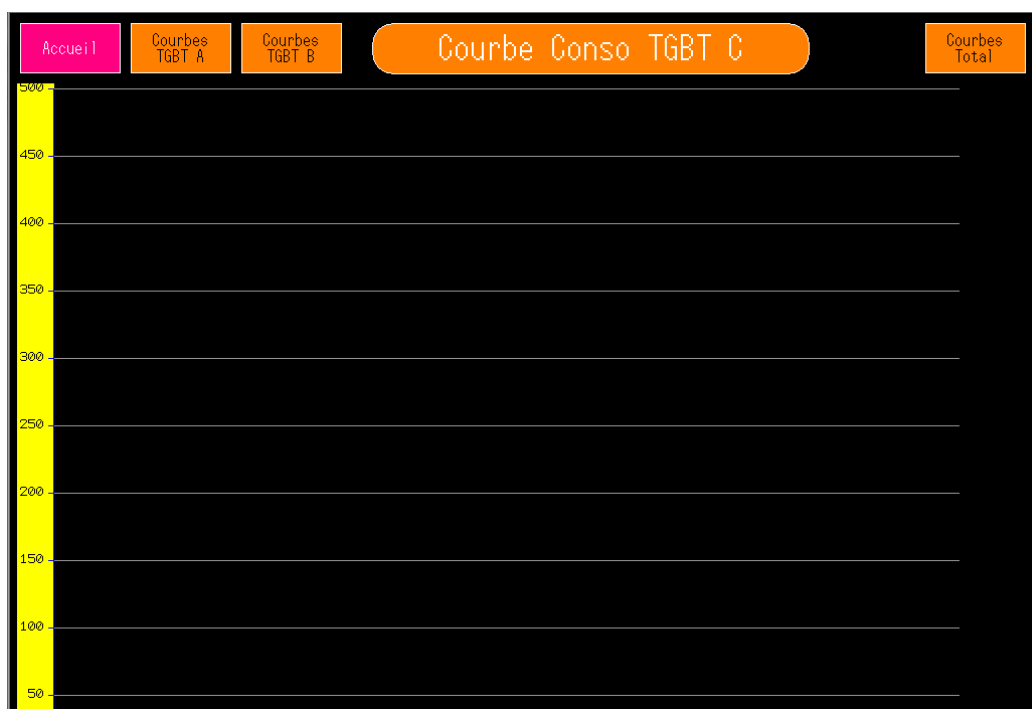 Accueil
Courbes
TGBT A
Courbes
TGBT B
Courbe Conso TGBT C
Courbes
Total
500
450
400
350
300
250
200
150
100
50